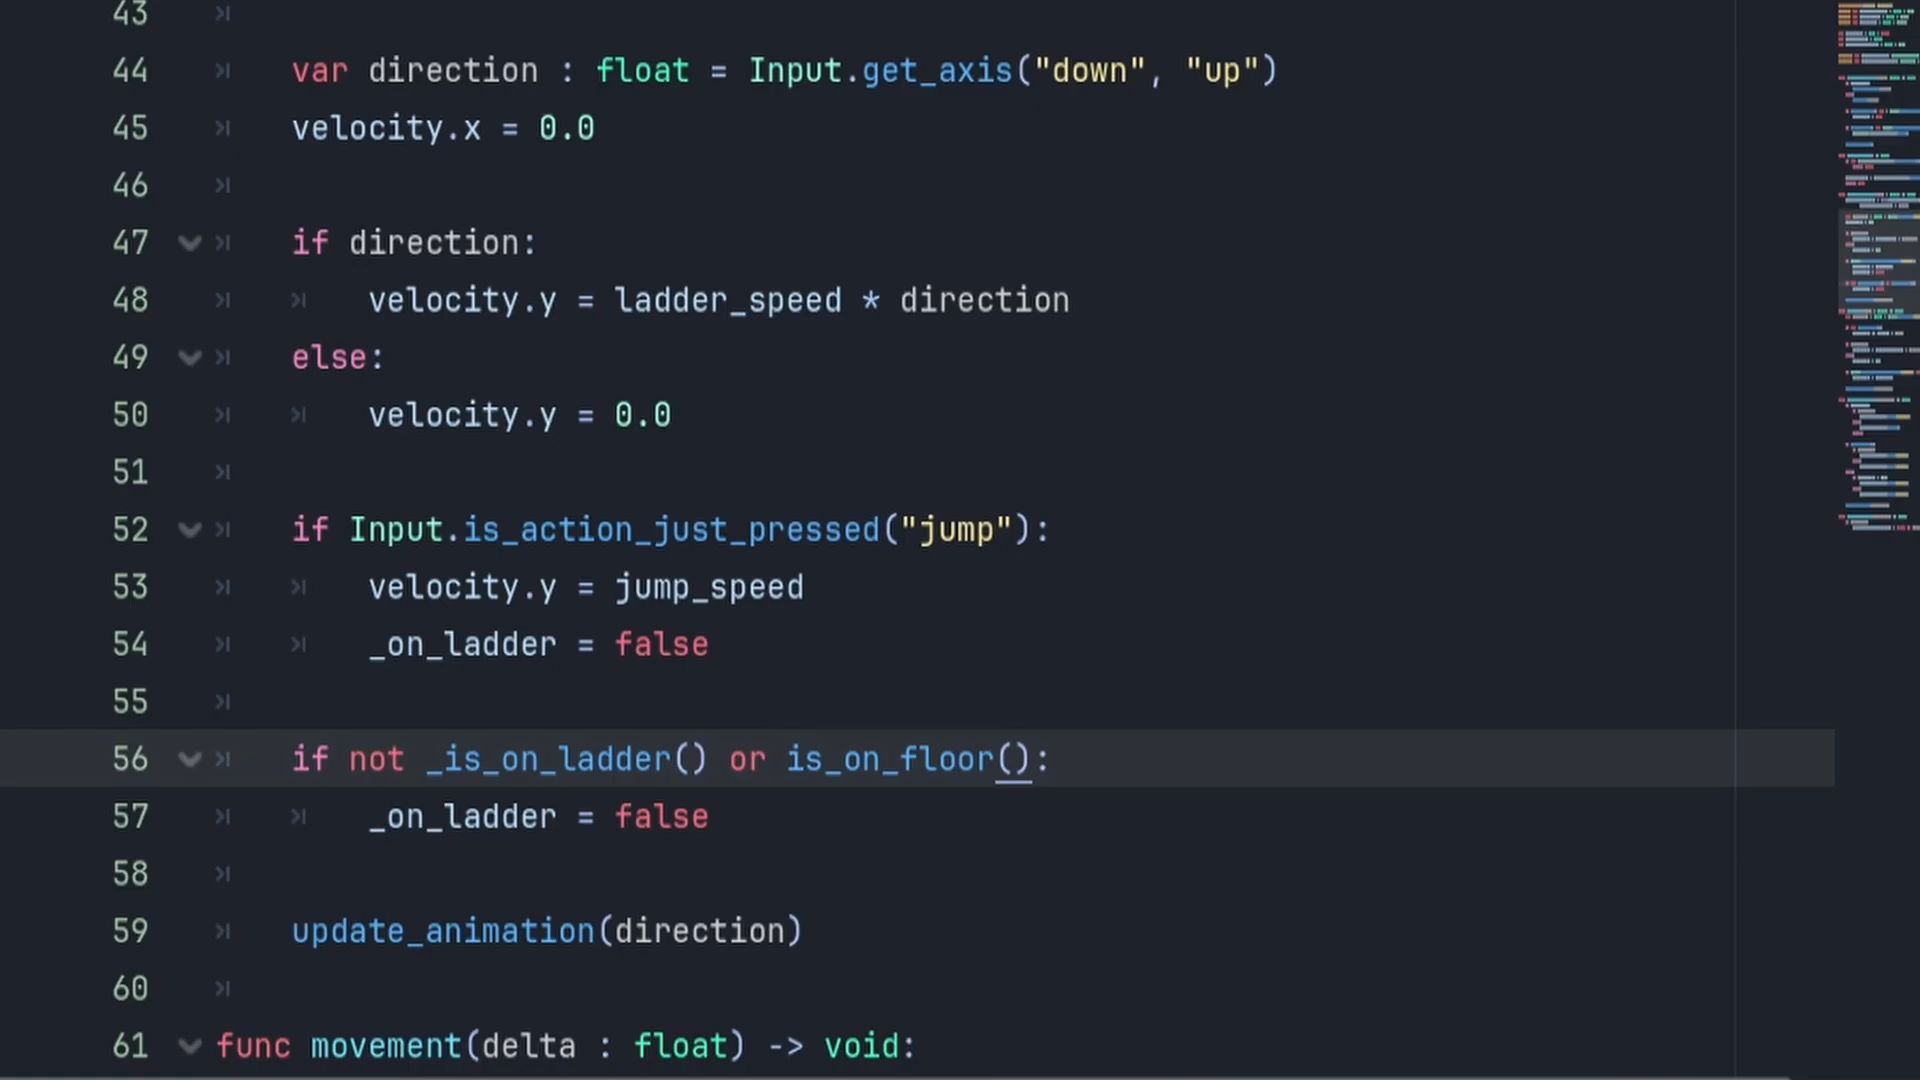 43
44 var direction : float = Input.get_axis("down", "up")
45 velocity.x = 0.0
46
47 if direction:
48 velocity.y = ladder_speed * direction
49 else:
50 velocity.y = 0.0
51
52 if Input.is_action_just_pressed("jump"):
53 velocity.y = jump_speed
54 _on_ladder = false
55
56 if not _is_on_ladder() or is_on_floor():
57 _on_ladder = false
58
59 update_animation(direction)
60
61 func movement(delta : float) -> void: